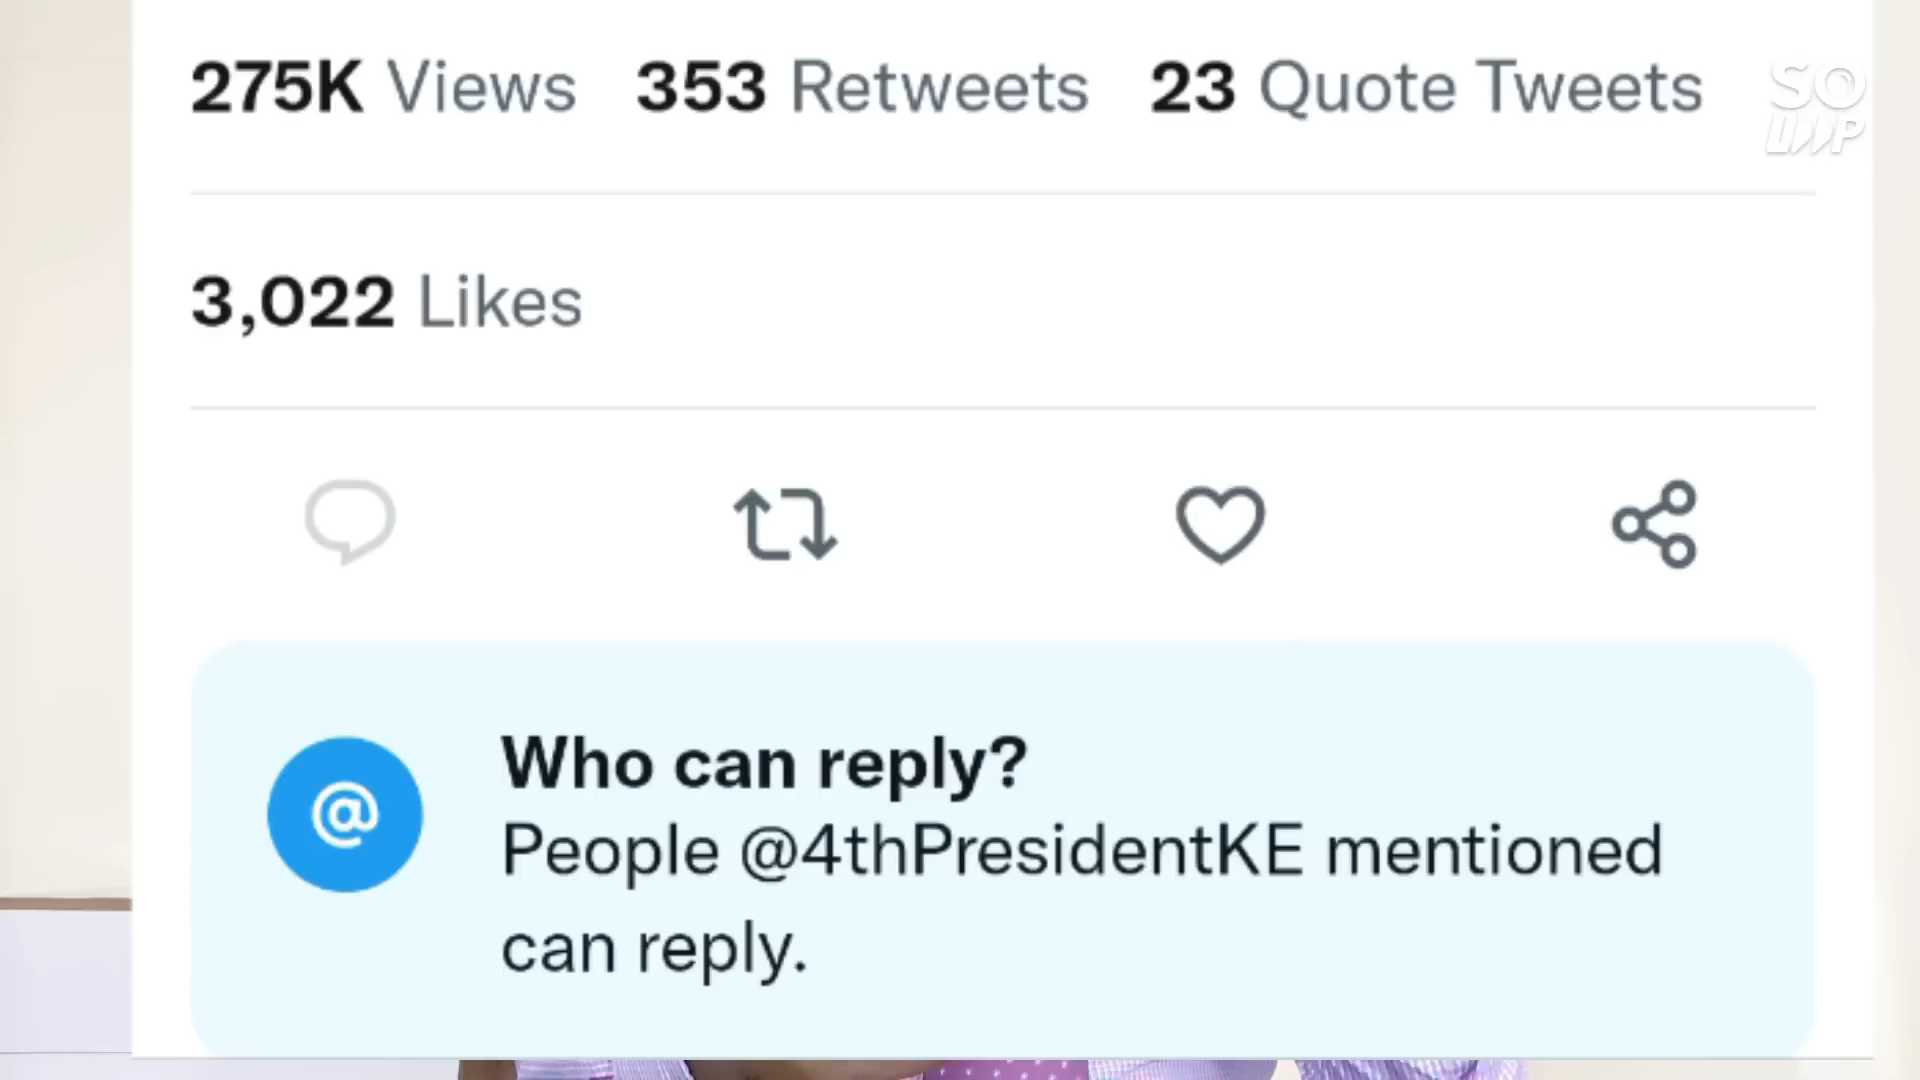 275K Views 353 Retweets 23 Quote Tweets
3,022 Likes
@
Who can reply?
People @4thPresidentKE mentioned
can reply.